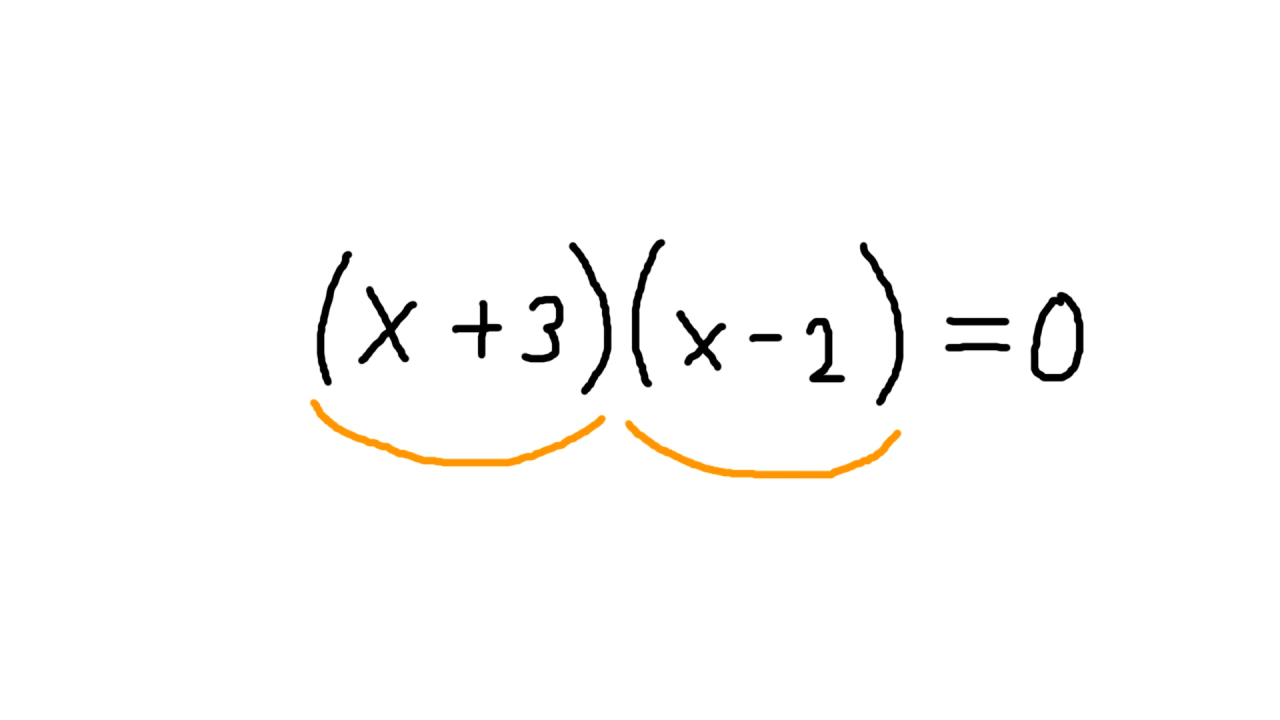 (x + 3)(x - 2) = 0